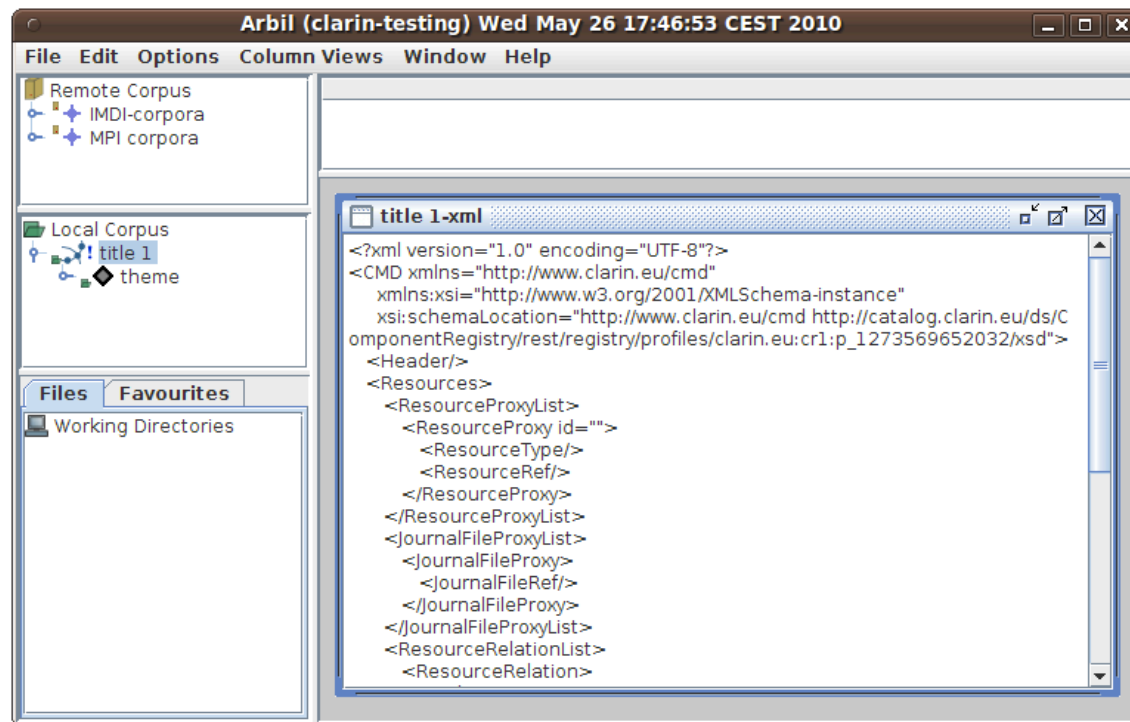 Arbil (clarin-testing) Wed May 26 17:46:53 CEST 2010
File Edit Options Column Views Window Help
Remote Corpus
IMDI-corpora
MPI corpora
Local Corpus
title 1
theme
Files Favourites
Working Directories
title 1-xml
<?xml version="1.0" encoding="UTF-8"?>
<CMD xmlns="http://www.clarin.eu/cmd"
xmlns:xsi="http://www.w3.org/2001/XMLSchema-instance"
xsi:schemaLocation="http://www.clarin.eu/cmd http://catalog.clarin.eu/ds/C
omponentRegistry/rest/registry/profiles/clarin.eu:cr1:p_1273569652032/xsd">
<Header/>
<Resources>
<ResourceProxyList>
<ResourceProxy id="">
<ResourceType/>
<ResourceRef/>
</ResourceProxy>
</ResourceProxyList>
<JournalFileProxyList>
<JournalFileProxy>
<JournalFileRef/>
</JournalFileProxy>
</JournalFileProxyList>
<ResourceRelationList>
<ResourceRelation>